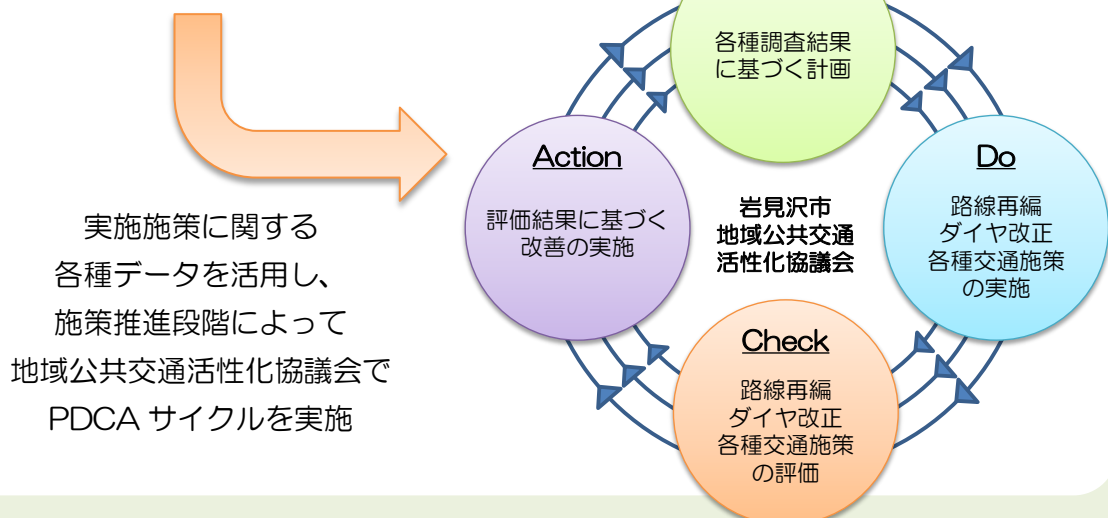 各種調査結果
に基づく計画
Action
評価結果に基づく
改善の実施
岩見沢市
地域公共交通
活性化協議会
Do
路線再編
ダイヤ改正
各種交通施策
の実施
Check
路線再編
ダイヤ改正
各種交通施策
の評価
実施施策に関する
各種データを活用し、
施策推進段階によって
地域公共交通活性化協議会で
PDCA サイクルを実施